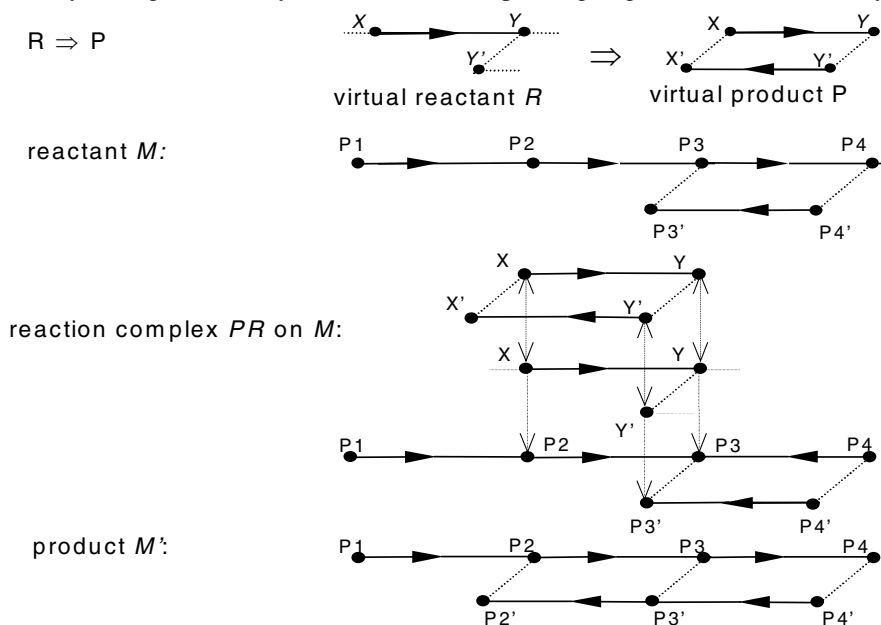 X Y X Y
R ⇒ P Y' ⇒ X' Y'
virtual reactant R virtual product P
reactant M: P1 P2 P3 P4
P3' P4'
X Y
X' Y'
reaction complex PR on M:
X Y
Y'
P1 P2 P3 P4
P3' P4'
product M': P1 P2 P3 P4
P2' P3' P4'